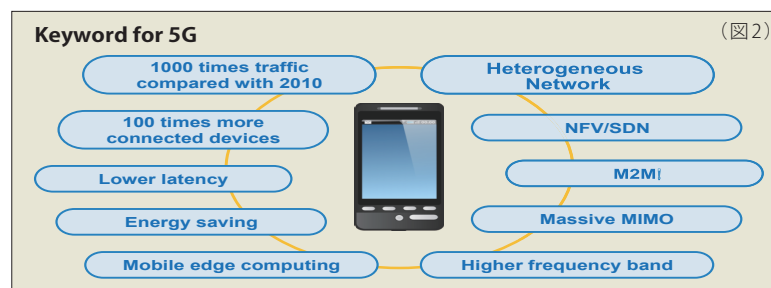 Keyword for 5G
(図2)
1000 times traffic
compared with 2010
Heterogeneous
Network
100 times more
connected devices
NFV/SDN
Lower latency
M2M
Energy saving
Massive MIMO
Mobile edge computing
Higher frequency band